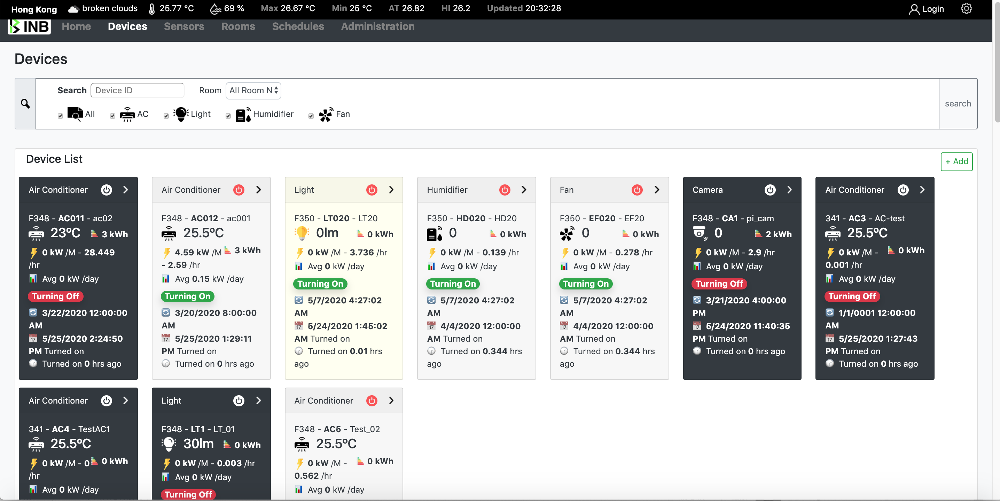 Hong Kong broken clouds 25.77 °C 69 % Max 26.67 °C Min 25 °C AT 26.82 HI 26.2 Updated 20:32:28 Login
INB Home Devices Sensors Rooms Schedules Administration
Devices
Search Device ID Room All Room N
All AC Light Humidifier Fan
search
Device List
+ Add
Air Conditioner
F348 - AC011 - ac02
23ºC 3 kWh
0 kW /M - 28.449
/hr
Avg 0 kW /day
Turning Off
3/22/2020 12:00:00
AM
17 5/25/2020 2:24:50
PM Turned on
Turned on 0 hrs ago
Air Conditioner
F348 - AC012 - ac001
25.5ºC
4.59 kW /M 3 kWh
- 2.59 /hr
Avg 0.15 kW /day
Turning On
3/20/2020 8:00:00
AM
17 5/25/2020 1:29:11
PM Turned on
Turned on 0 hrs ago
Light
F350 - LT020 - LT20
0lm 0 kWh
0 kW /M - 3.736 /hr
Avg 0 kW /day
Turning On
5/7/2020 4:27:02
AM
17 5/24/2020 1:45:02
AM Turned on
Turned on 0.01 hrs
ago
Humidifier
F350 - HD020 - HD20
0 0 kWh
0 kW /M - 0.139 /hr
Avg 0 kW /day
Turning On
5/7/2020 4:27:02
AM
17 4/4/2020 12:00:00
AM Turned on
Turned on 0.344 hrs
ago
Fan
F350 - EF020 - EF20
0 0 kWh
0 kW /M - 0.278 /hr
Avg 0 kW /day
Turning On
5/7/2020 4:27:02
AM
17 4/4/2020 12:00:00
AM Turned on
Turned on 0.344 hrs
ago
Camera
F348 - CA1 - pi_cam
0 2 kWh
0 kW /M - 2.9 /hr
Avg 0 kW /day
Turning Off
3/21/2020 4:00:00
PM
17 5/24/2020 11:40:35
PM Turned on
Turned on 0 hrs ago
Air Conditioner
341 - AC3 - AC-test
25.5ºC
0 kW /M - 0 kWh
0.001 /hr
Avg 0 kW /day
Turning Off
1/1/0001 12:00:00
AM
17 5/25/2020 1:27:43
PM Turned on
Turned on 0 hrs ago
Air Conditioner
341 - AC4 - TestAC1
25.5ºC
0 kW /M - 0 0 kWh
/hr
Avg 0 kW /day
Light
F348 - LT1 - LT_01
30lm 0 kWh
0 kW /M - 0.003 /hr
Avg 0 kW /day
Turning Off
Air Conditioner
F348 - AC5 - Test_02
25.5ºC
0 kW /M - 0 kWh
0.562 /hr
Avg 0 kW /day